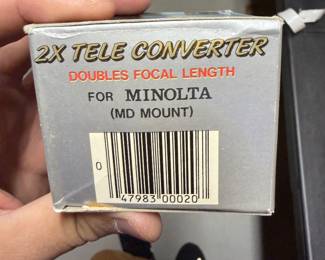 2X TELE CONVERTER
DOUBLES FOCAL LENGTH
FOR MINOLTA
(MD MOUNT)
0
47983 00020